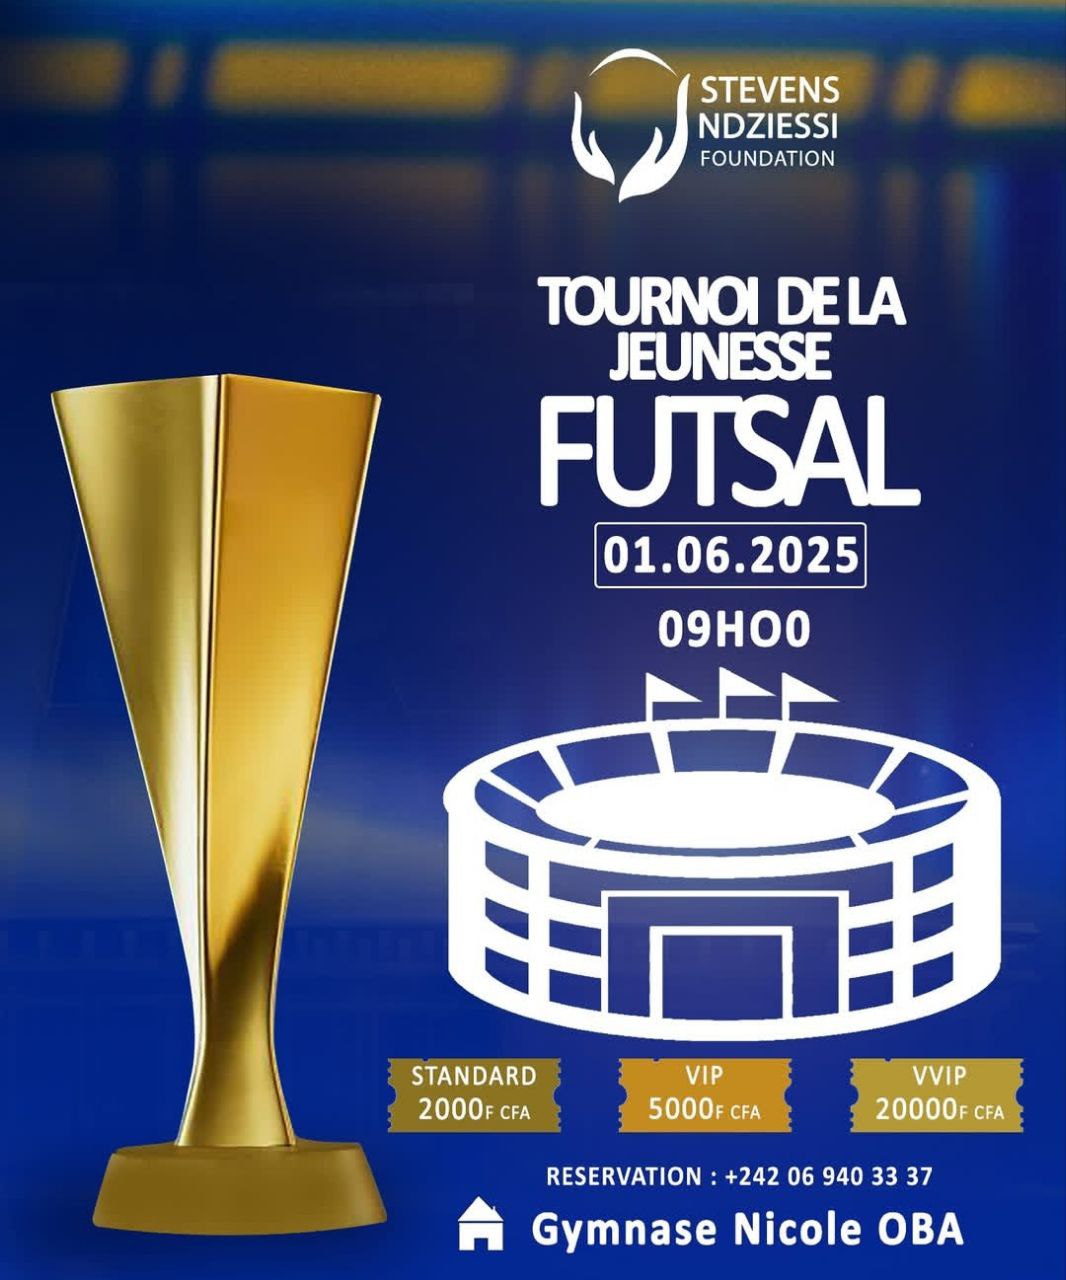 STEVENS
NDZIESSI
FOUNDATION
TOURNOI DE LA
JEUNESSE
FUTSAL
01.06.2025
09HO0
STANDARD
2000F CFA
VIP
5000F CFA
VVIP
20000F CFA
RESERVATION : +242 06 940 33 37
Gymnase Nicole OBA